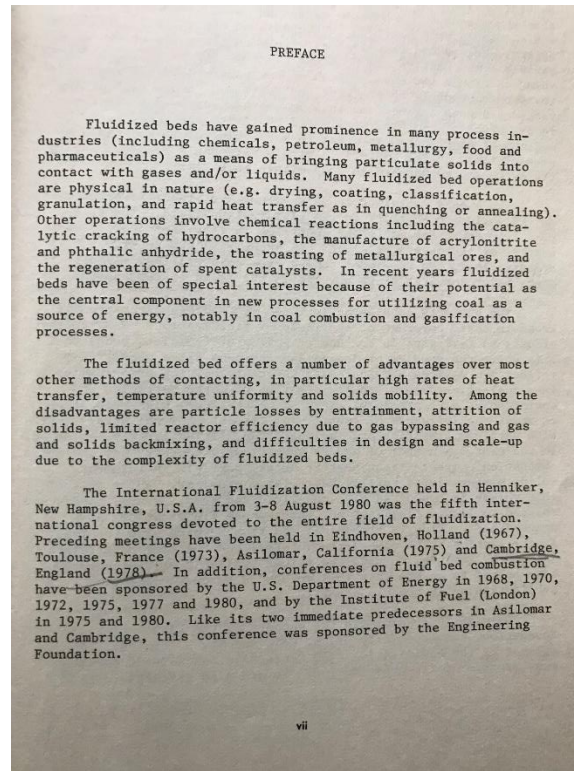 PREFACE
Fluidized beds have gained prominence in many process in-
dustries (including chemicals, petroleum, metallurgy, food and
pharmaceuticals) as a means of bringing particulate solids into
contact with gases and/or liquids. Many fluidized bed operations
are physical in nature (e.g. drying, coating, classification,
granulation, and rapid heat transfer as in quenching or annealing).
Other operations involve chemical reactions including the cata-
lytic cracking of hydrocarbons, the manufacture of acrylonitrite
and phthalic anhydride, the roasting of metallurgical ores, and
the regeneration of spent catalysts. In recent years fluidized
beds have been of special interest because of their potential as
the central component in new processes for utilizing coal as a
source of energy, notably in coal combustion and gasification
processes.
The fluidized bed offers a number of advantages over most
other methods of contacting, in particular high rates of heat
transfer, temperature uniformity and solids mobility. Among the
disadvantages are particle losses by entrainment, attrition of
solids, limited reactor efficiency due to gas bypassing and gas
and solids backmixing, and difficulties in design and scale-up
due to the complexity of fluidized beds.
The International Fluidization Conference held in Henniker,
New Hampshire, U.S.A. from 3-8 August 1980 was the fifth inter-
national congress devoted to the entire field of fluidization.
Preceding meetings have been held in Eindhoven, Holland (1967),
Toulouse, France (1973), Asilomar, California (1975) and Cambridge,
England (1978). In addition, conferences on fluid bed combustion
have been sponsored by the U.S. Department of Energy in 1968, 1970,
1972, 1975, 1977 and 1980, and by the Institute of Fuel (London)
in 1975 and 1980. Like its two immediate predecessors in Asilomar
and Cambridge, this conference was sponsored by the Engineering
Foundation.
vii